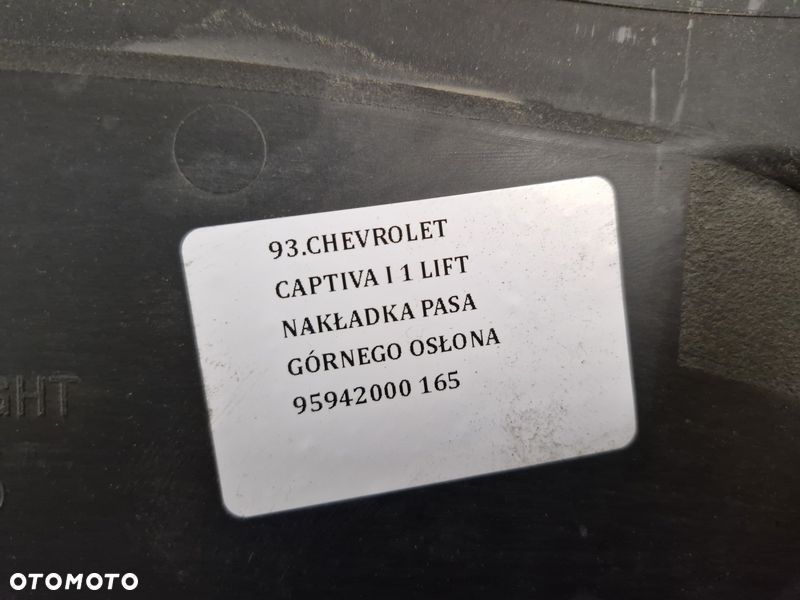 93.CHEVROLET
CAPTIVA I 1 LIFT
NAKŁADKA PASA
GÓRNEGO OSŁONA
95942000 165
GHT
OTOMOTO